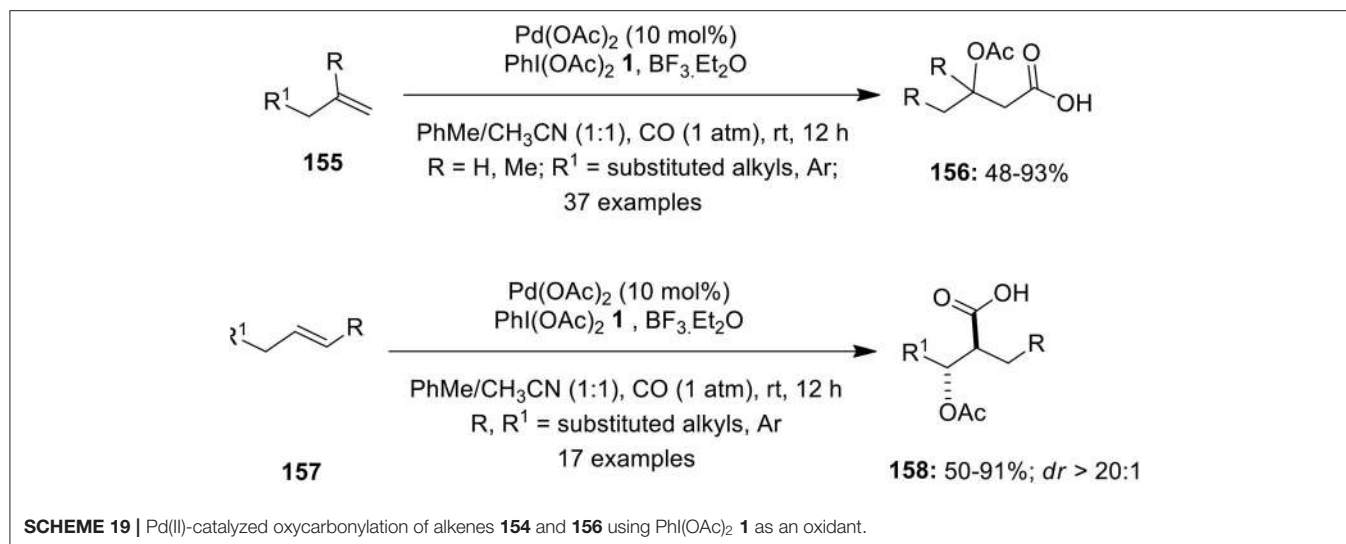 R
R¹
155
Pd(OAc)₂ (10 mol%)
PhI(OAc)₂ 1, BF₃.Et₂O
PhMe/CH₃CN (1:1), CO (1 atm), rt, 12 h
R = H, Me; R¹ = substituted alkyls, Ar;
37 examples
OAc
O
R
R
OH
156: 48-93%
R¹
R
157
Pd(OAc)₂ (10 mol%)
PhI(OAc)₂ 1 , BF₃.Et₂O
PhMe/CH₃CN (1:1), CO (1 atm), rt, 12 h
R, R¹ = substituted alkyls, Ar
17 examples
O
OH
R¹
R
OAc
158: 50-91%; dr > 20:1
SCHEME 19 | Pd(II)-catalyzed oxycarbonylation of alkenes 154 and 156 using PhI(OAc)₂ 1 as an oxidant.